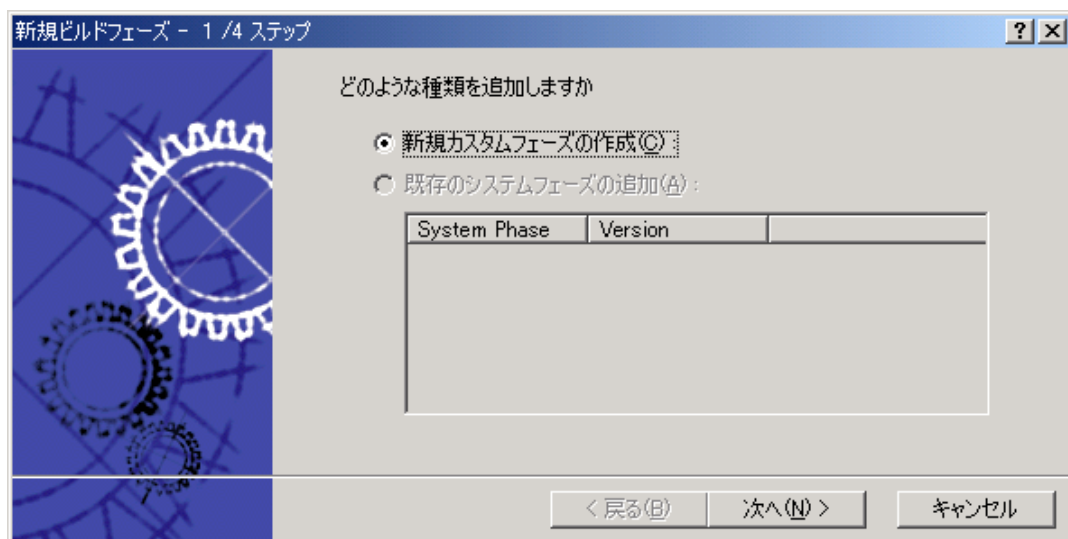 新規ビルドフェーズ - 1 /4 ステップ
どのような種類を追加しますか
新規カスタムフェーズの作成(C) :
既存のシステムフェーズの追加(A) :
System Phase Version
< 戻る(B) 次へ(N) > キャンセル